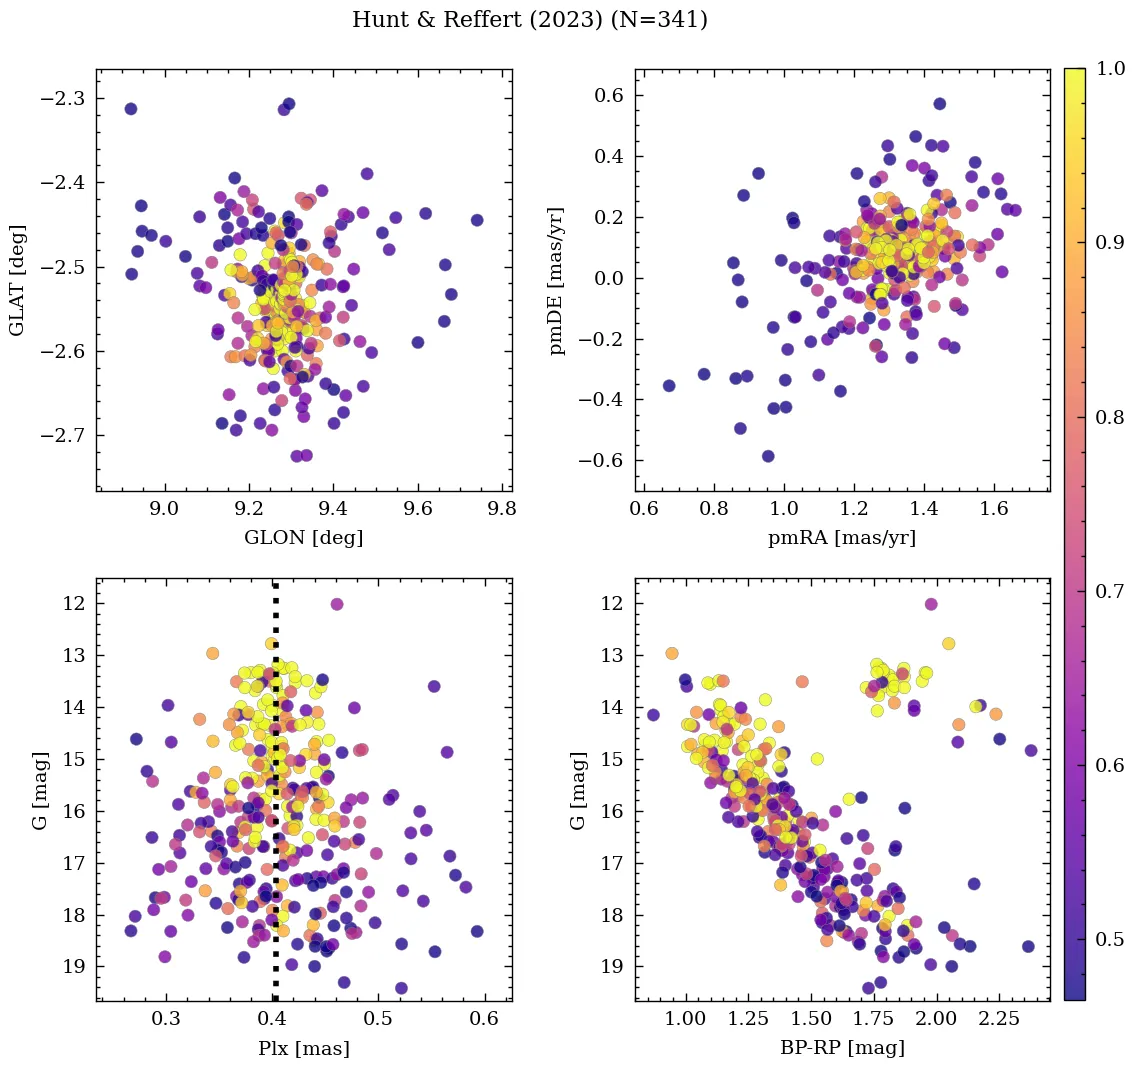 Hunt & Reffert (2023) (N=341)
−2.3
−2.4
−2.5
−2.6
−2.7
GLAT [deg]
9.0 9.2 9.4 9.6 9.8
GLON [deg]
0.6
0.4
0.2
0.0
−0.2
−0.4
−0.6
pmDE [mas/yr]
0.6 0.8 1.0 1.2 1.4 1.6
pmRA [mas/yr]
12
13
14
15
16
17
18
19
G [mag]
0.3 0.4 0.5 0.6
Plx [mas]
12
13
14
15
16
17
18
19
G [mag]
1.00 1.25 1.50 1.75 2.00 2.25
BP-RP [mag]
1.0
0.9
0.8
0.7
0.6
0.5